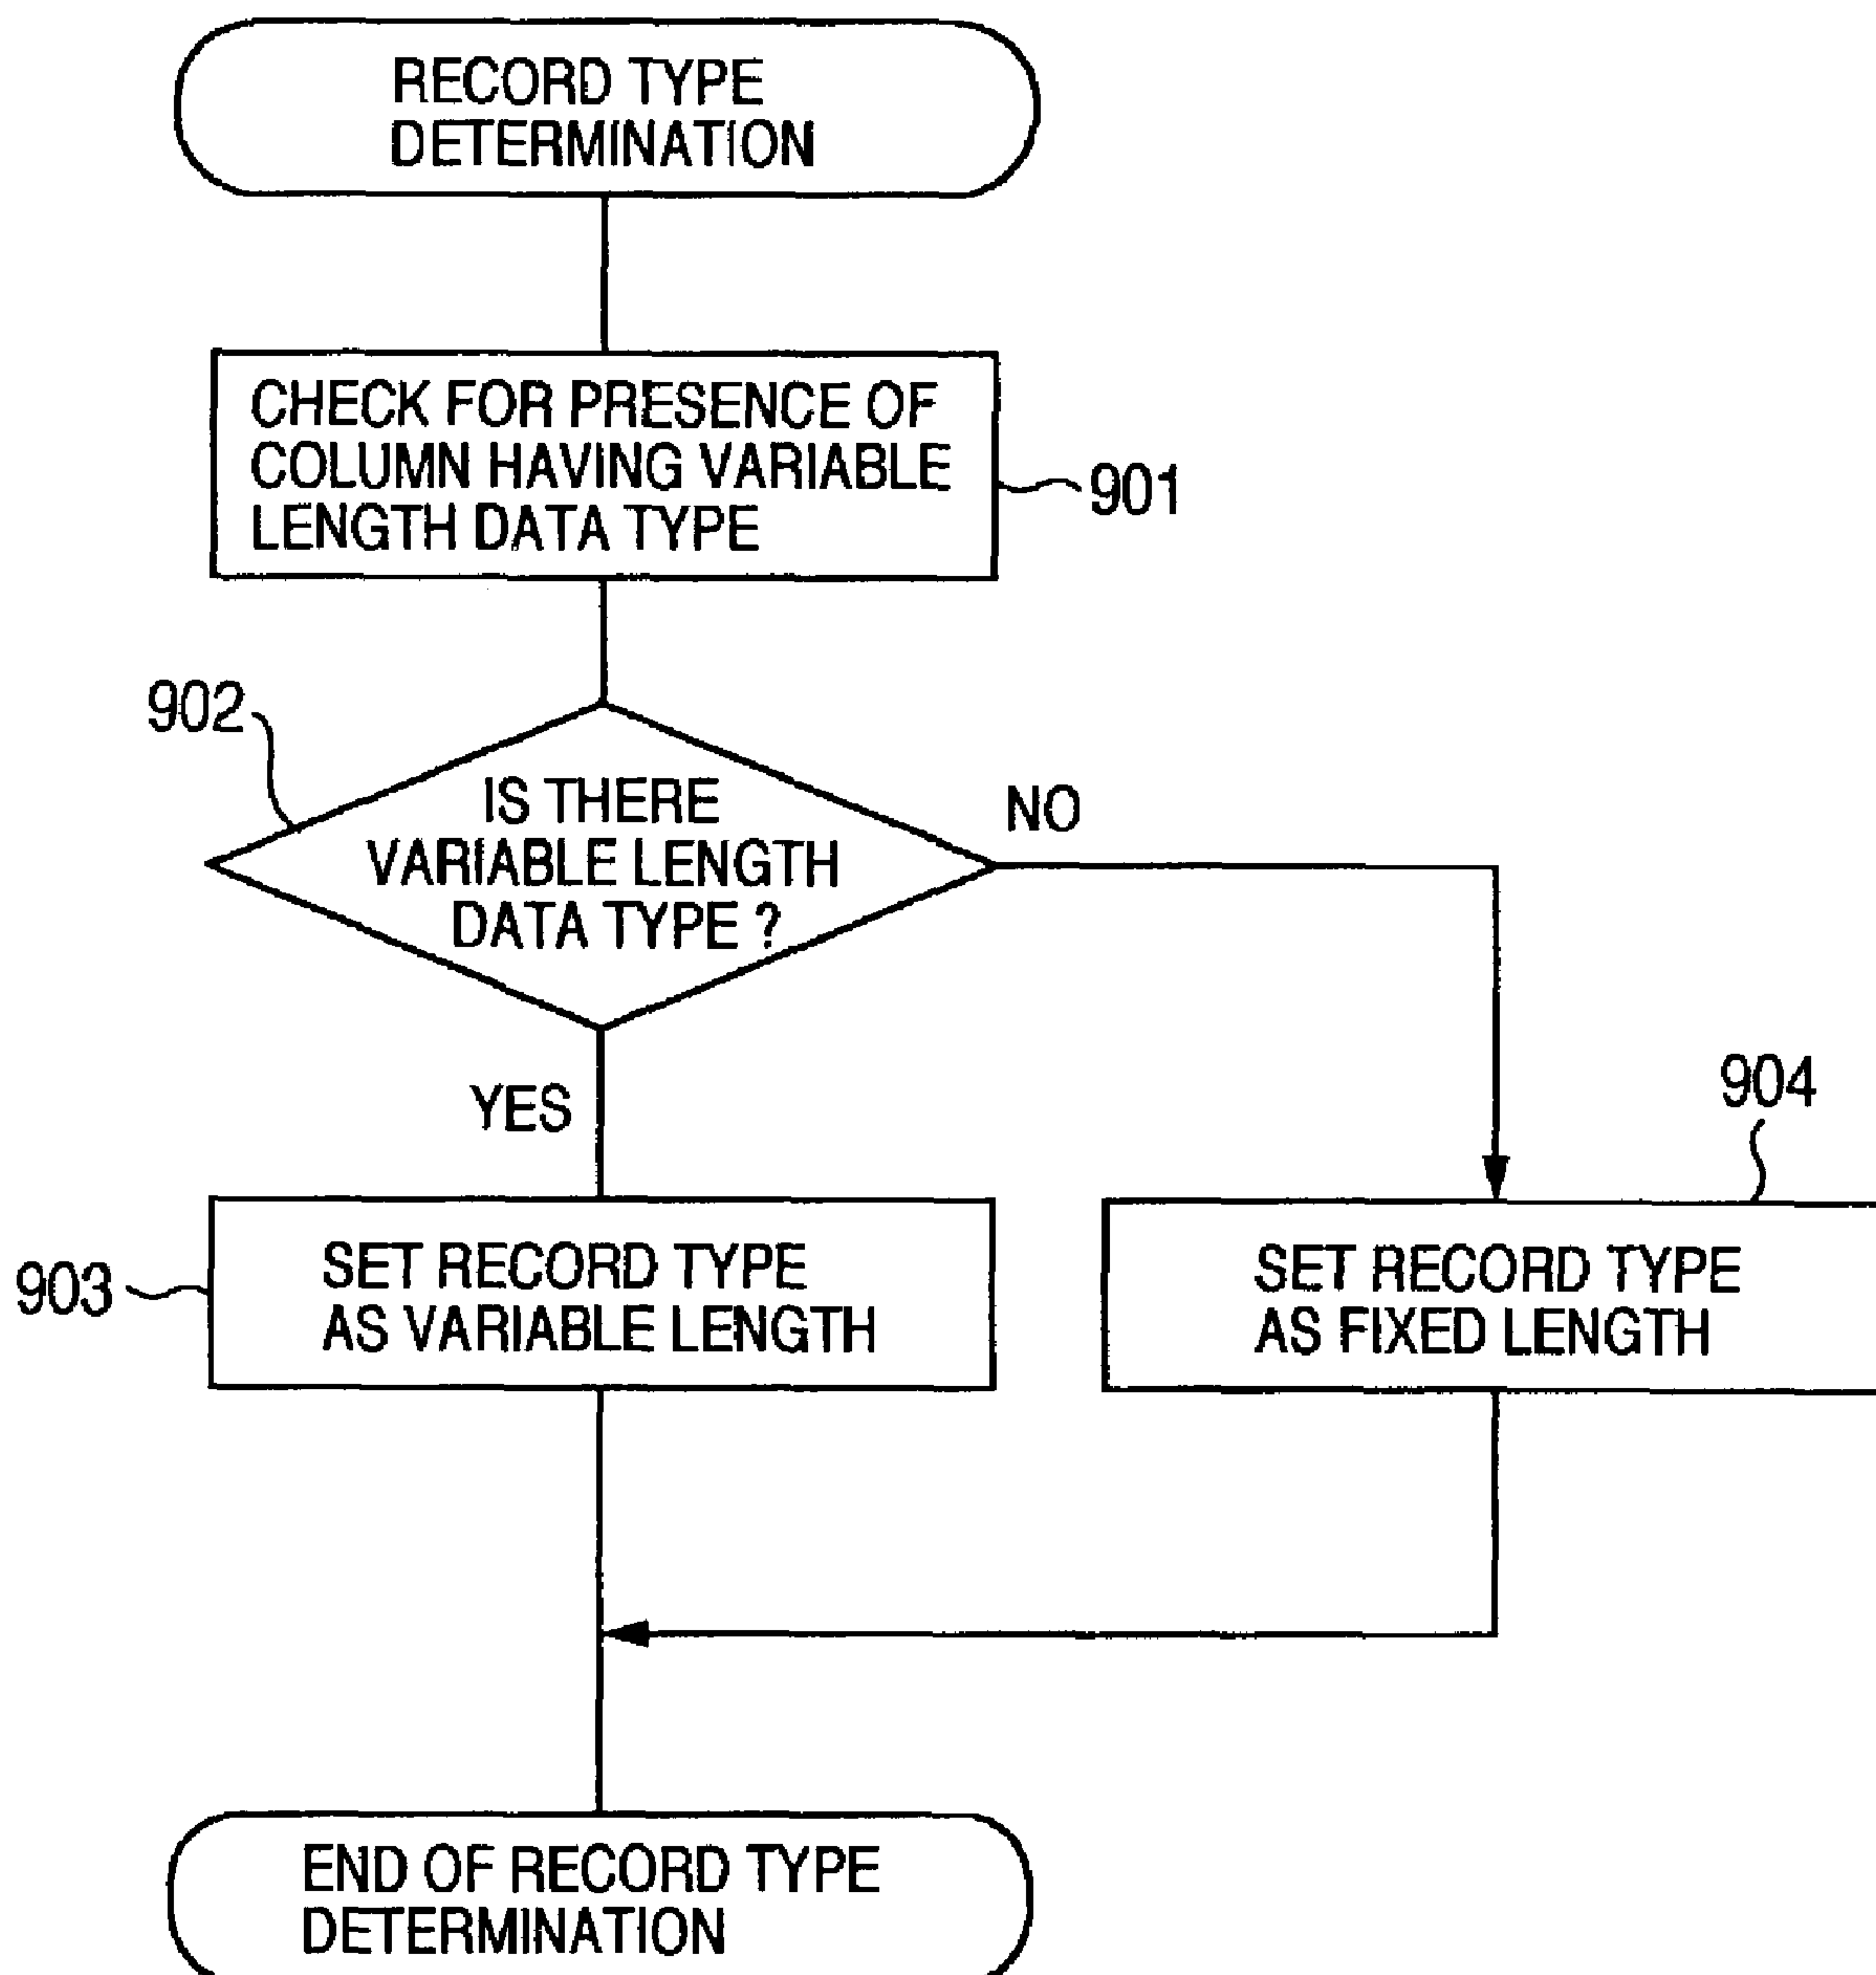 RECORD TYPE
DETERMINATION
CHECK FOR PRESENCE OF
COLUMN HAVING VARIABLE
LENGTH DATA TYPE
901
902
IS THERE
VARIABLE LENGTH
DATA TYPE ?
NO
YES
904
903
SET RECORD TYPE
AS VARIABLE LENGTH
SET RECORD TYPE
AS FIXED LENGTH
END OF RECORD TYPE
DETERMINATION